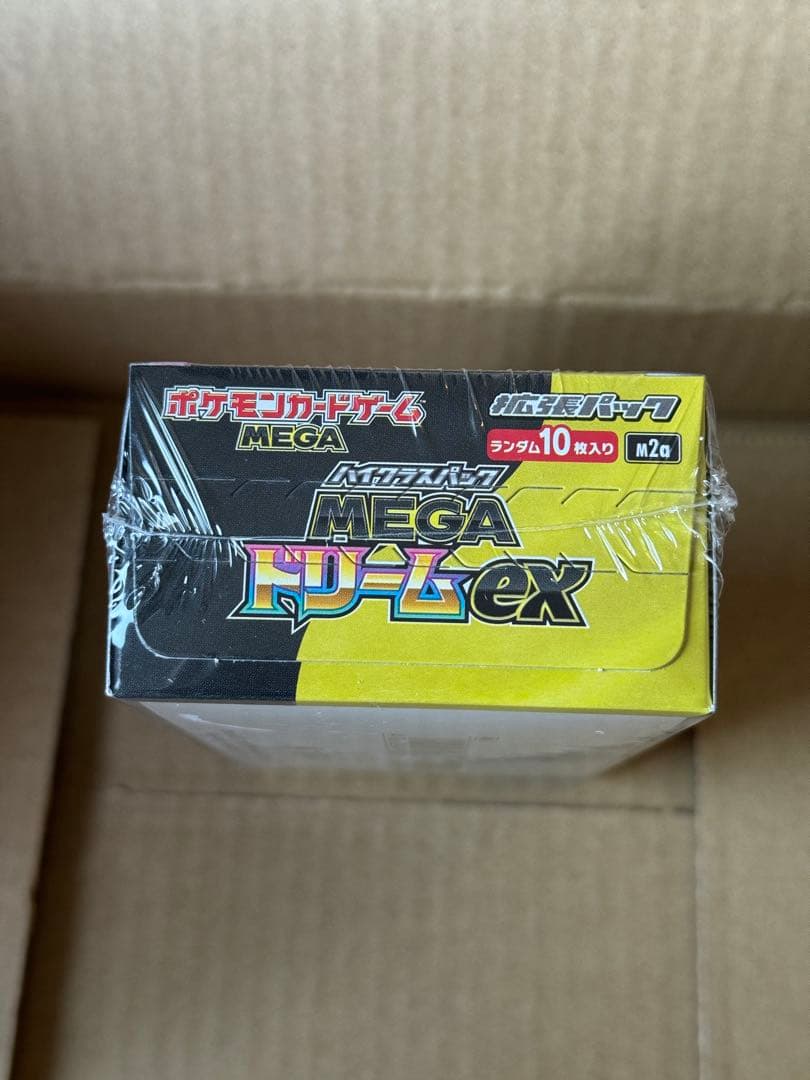 ポケモンカードゲーム
MEGA
拡張パック
ランダム10枚入り
M2a
ハイクラスパック
MEGA
ドリームex